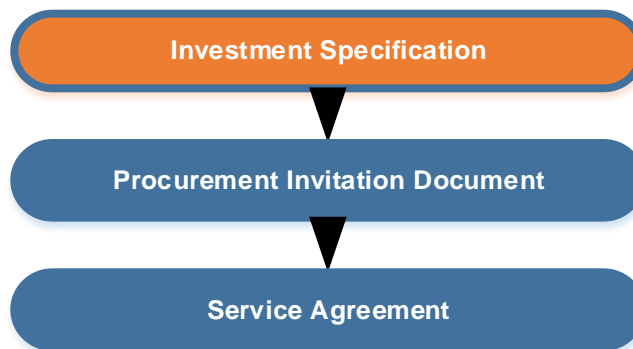 Investment Specification
Procurement Invitation Document
Service Agreement